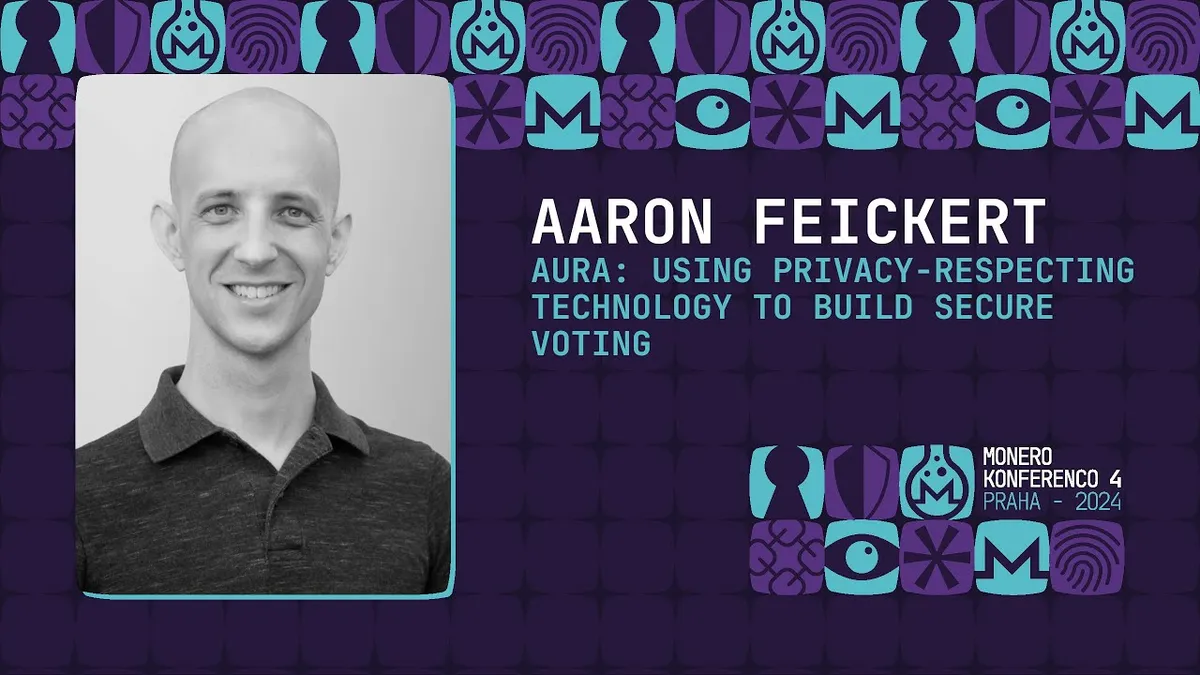 AARON FEICKERT
AURA: USING PRIVACY-RESPECTING
TECHNOLOGY TO BUILD SECURE
VOTING
MONERO
KONFERENCO 4
PRAHA - 2024